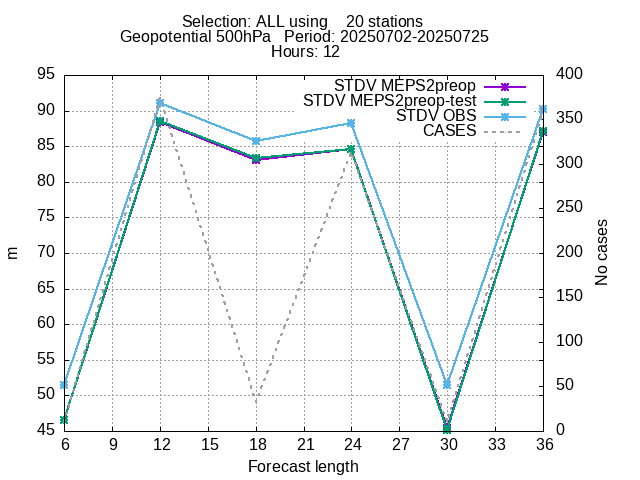 Selection: ALL using    20 stations
Geopotential 500hPa   Period: 20250702-20250725
Hours: 12
STDV MEPS2preop
STDV MEPS2preop-test
STDV OBS
CASES
95
90
85
80
75
70
65
60
55
50
45
m
400
350
300
250
200
150
100
50
0
No cases
6 9 12 15 18 21 24 27 30 33 36
Forecast length